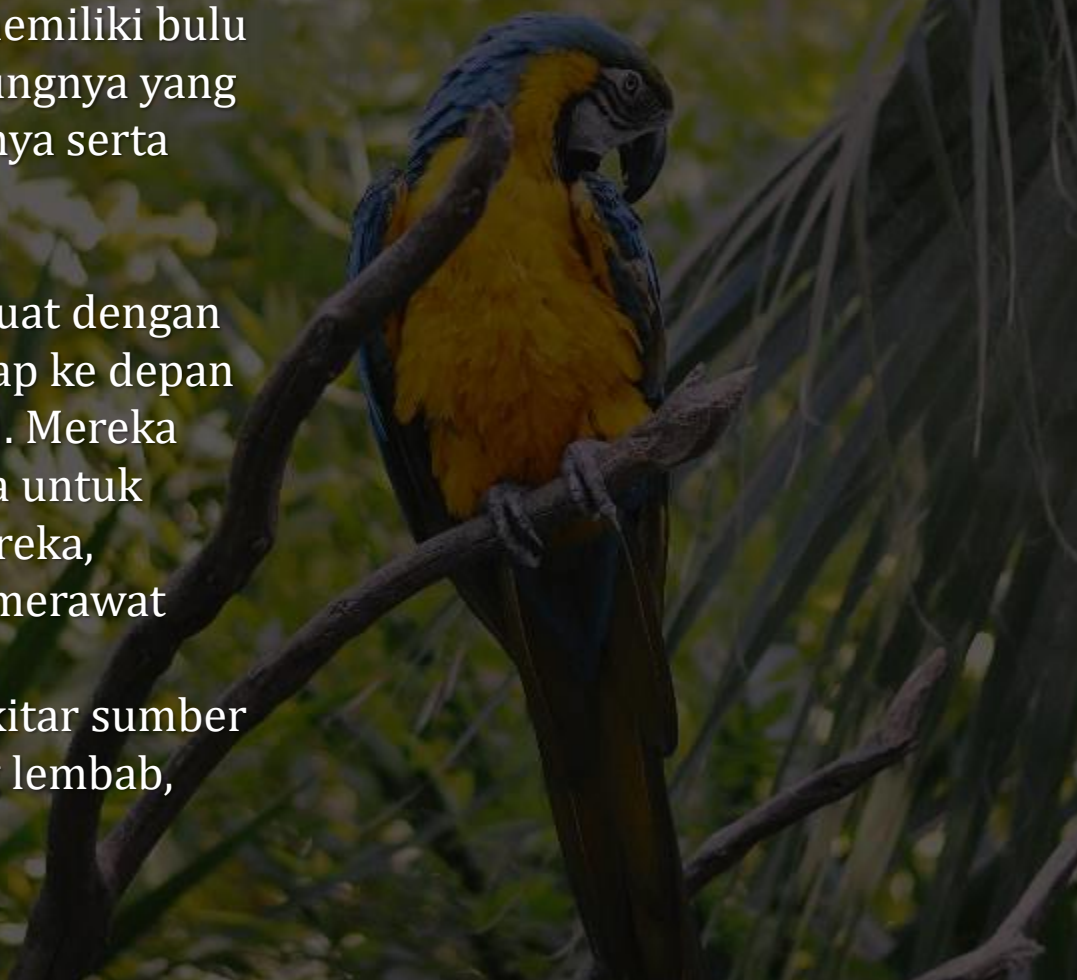 emiliki bulu
ungnya yang
nya serta
uat dengan
ap ke depan
. Mereka
a untuk
reka,
merawat
kitar sumber
lembab,